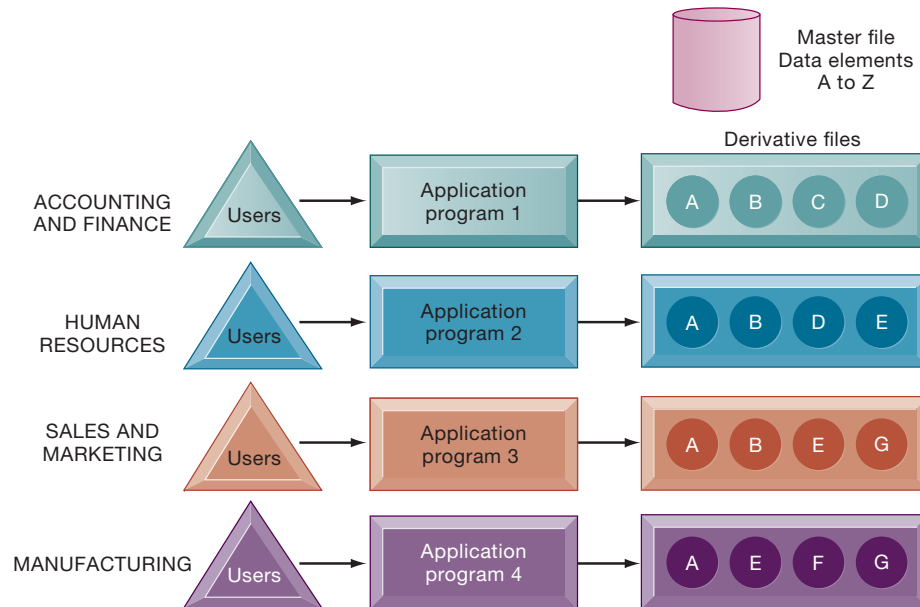 Master file
Data elements
A to Z
Derivative files
ACCOUNTING
AND FINANCE
Users
Application
program 1
A B C D
HUMAN
RESOURCES
Users
Application
program 2
A B D E
SALES AND
MARKETING
Users
Application
program 3
A B E G
MANUFACTURING
Users
Application
program 4
A E F G